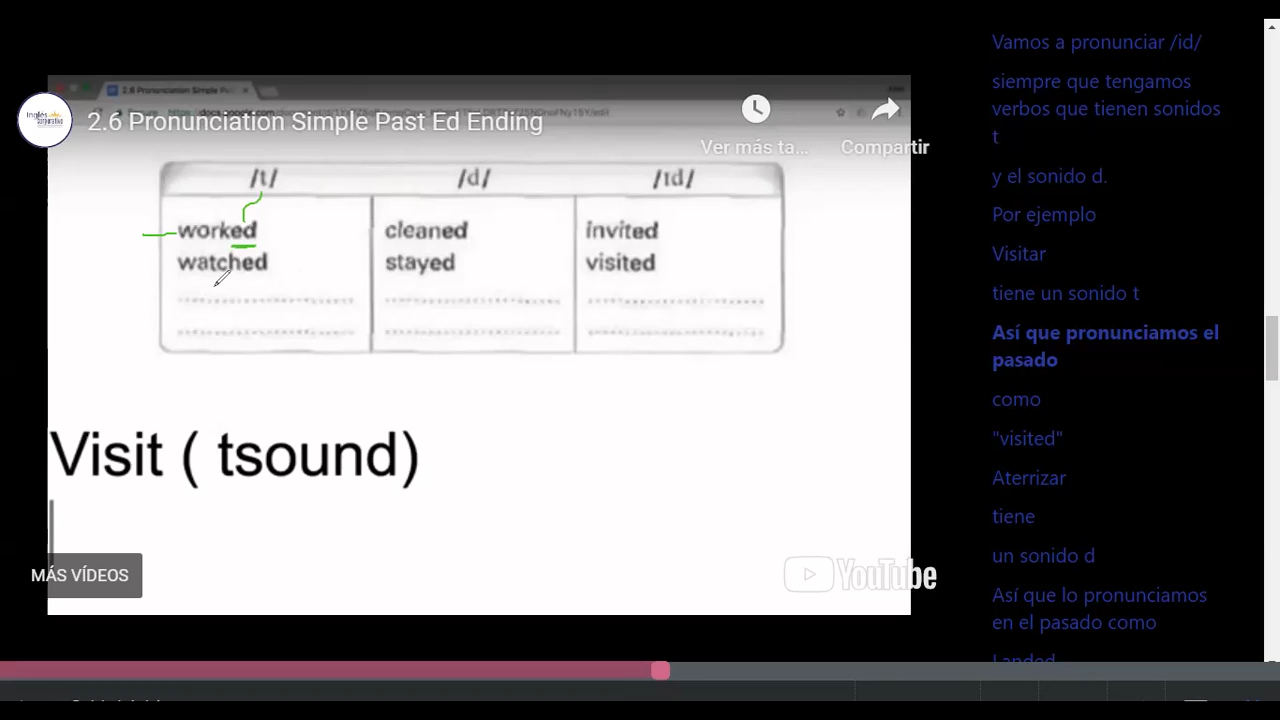 2.6 Pronunciation Simple Past Ed Ending
Ver más ta...
Compartir
/t/ /d/ /ɪd/
worked cleaned invited
watched stayed visited
Visit ( tsound)
MÁS VÍDEOS
YouTube
Vamos a pronunciar /id/
siempre que tengamos
verbos que tienen sonidos
t
y el sonido d.
Por ejemplo
Visitar
tiene un sonido t
Así que pronunciamos el
pasado
como
"visited"
Aterrizar
tiene
un sonido d
Así que lo pronunciamos
en el pasado como
Landed